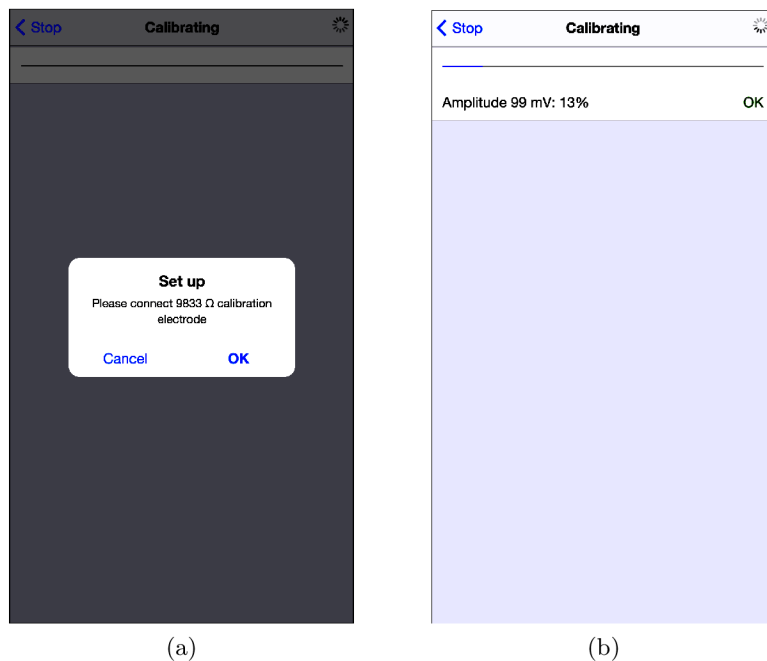 Stop
Calibrating
Set up
Please connect 9833 Ω calibration
electrode
Cancel
OK
(a)
Stop
Calibrating
Amplitude 99 mV: 13%
OK
(b)